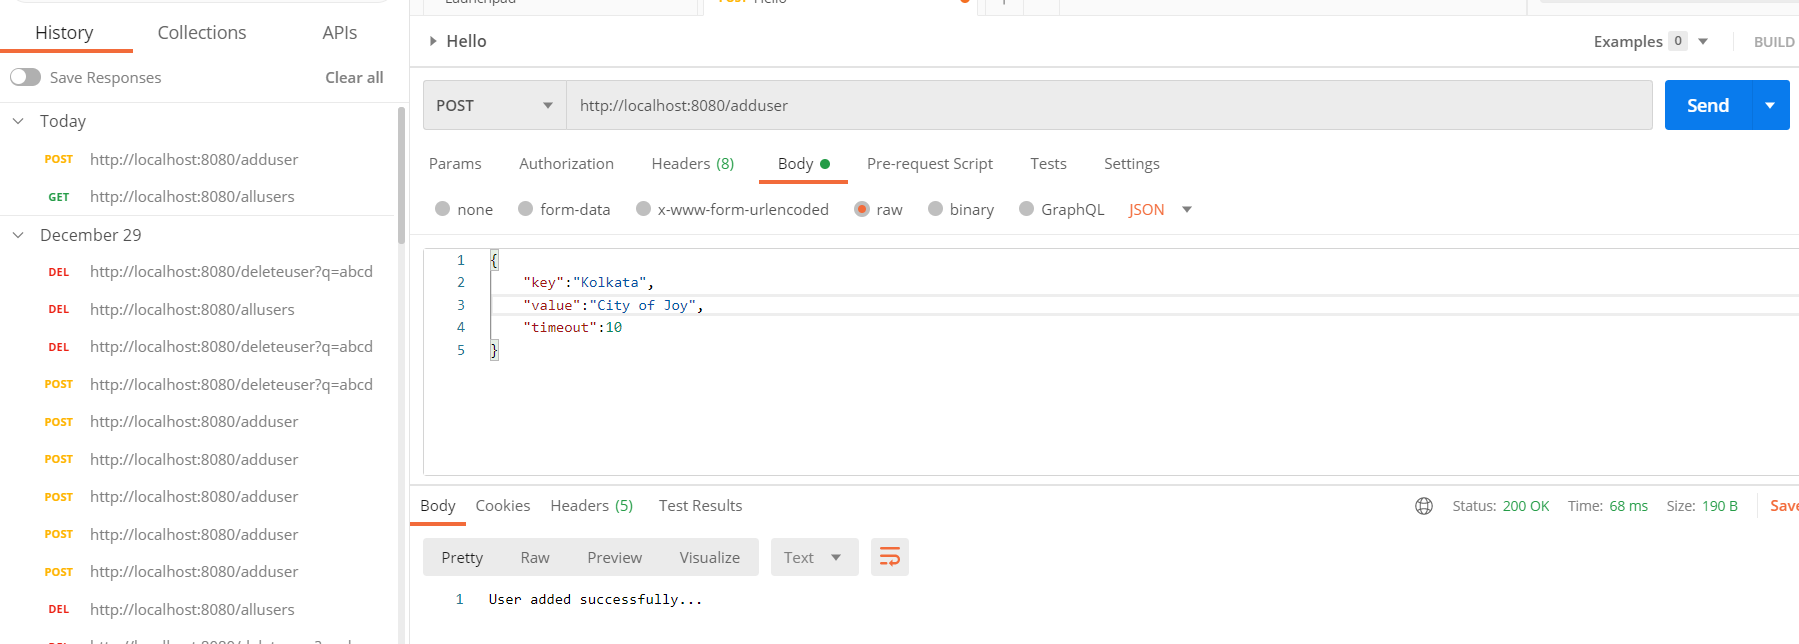 Launchpad
POST Hello
History Collections APIs
Save Responses Clear all
Today
POST http://localhost:8080/adduser
GET http://localhost:8080/allusers
December 29
DEL http://localhost:8080/deleteuser?q=abcd
DEL http://localhost:8080/allusers
DEL http://localhost:8080/deleteuser?q=abcd
POST http://localhost:8080/deleteuser?q=abcd
POST http://localhost:8080/adduser
POST http://localhost:8080/adduser
POST http://localhost:8080/adduser
POST http://localhost:8080/adduser
POST http://localhost:8080/adduser
DEL http://localhost:8080/allusers
Hello Examples 0 BUILD
POST http://localhost:8080/adduser Send
Params Authorization Headers (8) Body Pre-request Script Tests Settings
none form-data x-www-form-urlencoded raw binary GraphQL JSON
1 {
2 "key":"Kolkata",
3 "value":"City of Joy",
4 "timeout":10
5 }
Body Cookies Headers (5) Test Results Status: 200 OK Time: 68 ms Size: 190 B Save
Pretty Raw Preview Visualize Text
1 User added successfully...